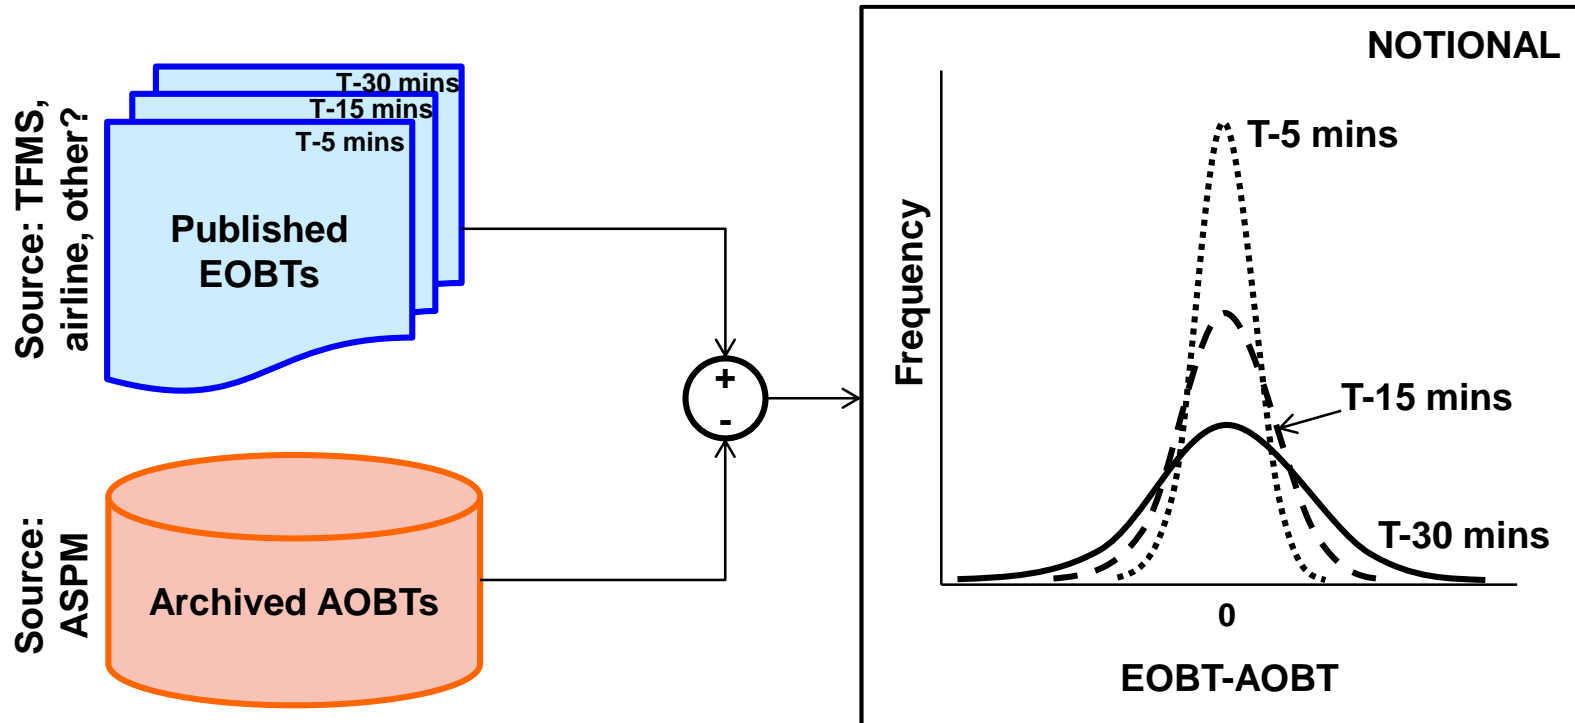 Source: TFMS,
airline, other?
T-30 mins
T-15 mins
T-5 mins
Published
EOBTs
Source:
ASPM
Archived AOBTs
+
-
NOTIONAL
Frequency
T-5 mins
T-15 mins
T-30 mins
0
EOBT-AOBT